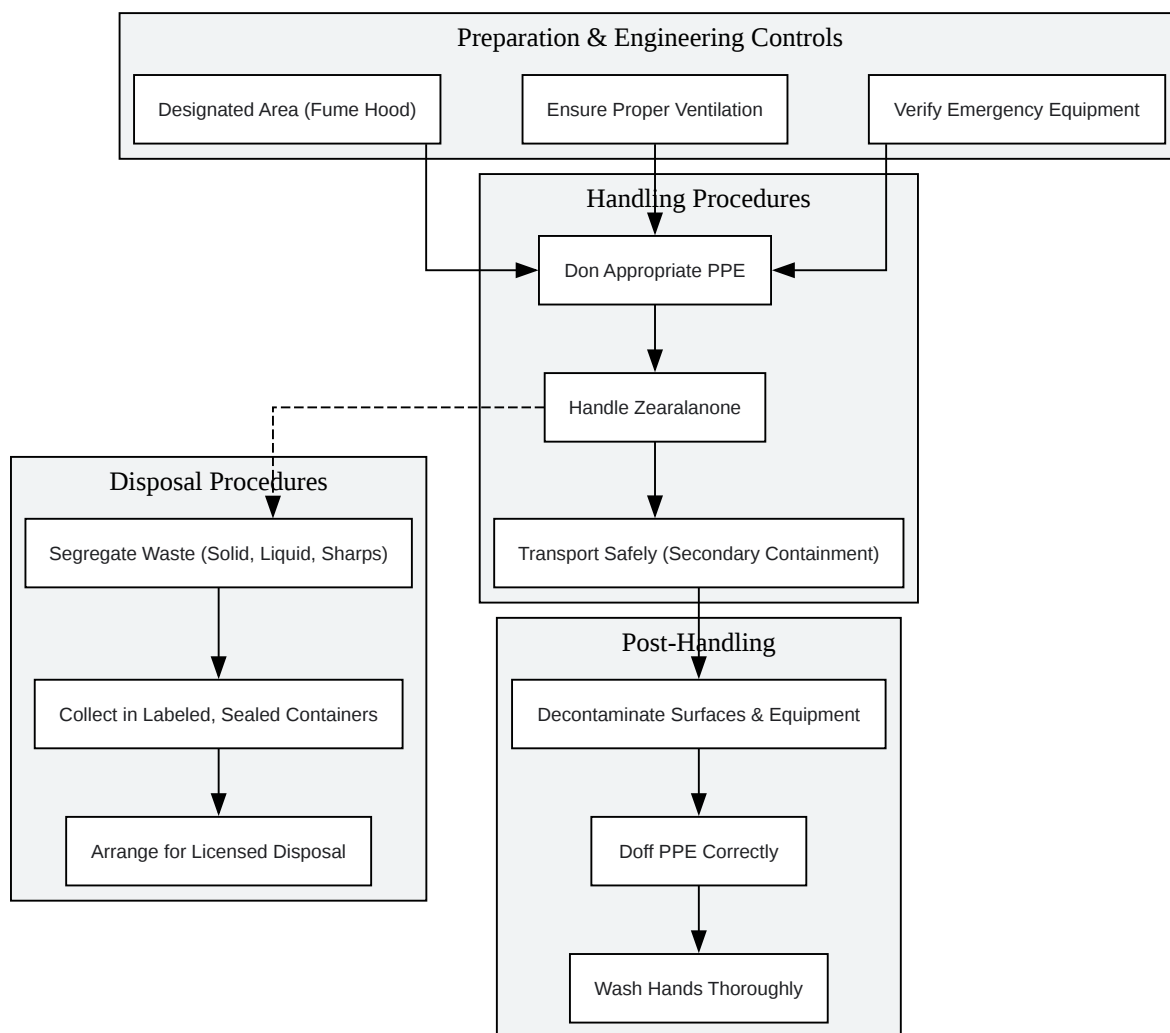 Preparation & Engineering Controls
Designated Area (Fume Hood)
Ensure Proper Ventilation
Verify Emergency Equipment
Handling Procedures
Don Appropriate PPE
Handle Zearalanone
Transport Safely (Secondary Containment)
Disposal Procedures
Segregate Waste (Solid, Liquid, Sharps)
Collect in Labeled, Sealed Containers
Arrange for Licensed Disposal
Post-Handling
Decontaminate Surfaces & Equipment
Doff PPE Correctly
Wash Hands Thoroughly